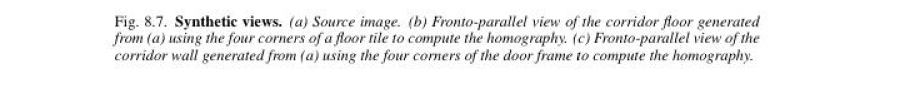 Fig. 8.7. Synthetic views. (a) Source image. (b) Fronto-parallel view of the corridor floor generated
from (a) using the four corners of a floor tile to compute the homography. (c) Fronto-parallel view of the
corridor wall generated from (a) using the four corners of the door frame to compute the homography.